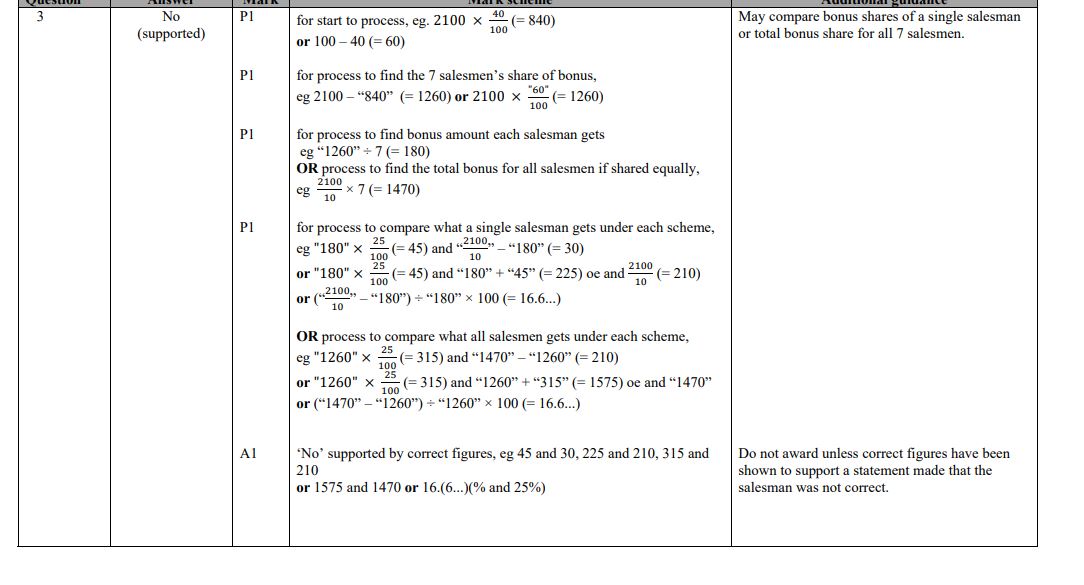 Question Answer Mark Mark scheme Additional guidance
3 No P1 for start to process, eg. 2100 × 40/100 (= 840) May compare bonus shares of a single salesman
(supported) or 100 – 40 (= 60) or total bonus share for all 7 salesmen.
P1 for process to find the 7 salesmen’s share of bonus,
eg 2100 – “840” (= 1260) or 2100 × "60"/100 (= 1260)
P1 for process to find bonus amount each salesman gets
eg “1260” ÷ 7 (= 180)
OR process to find the total bonus for all salesmen if shared equally,
eg 2100/10 × 7 (= 1470)
P1 for process to compare what a single salesman gets under each scheme,
eg "180" × 25/100 (= 45) and “2100/10” – “180” (= 30)
or "180" × 25/100 (= 45) and “180” + “45” (= 225) oe and 2100/10 (= 210)
or (“2100/10” – “180”) ÷ “180” × 100 (= 16.6...)
OR process to compare what all salesmen gets under each scheme,
eg "1260" × 25/100 (= 315) and “1470” – “1260” (= 210)
or "1260" × 25/100 (= 315) and “1260” + “315” (= 1575) oe and “1470”
or (“1470” – “1260”) ÷ “1260” × 100 (= 16.6...)
A1 ‘No’ supported by correct figures, eg 45 and 30, 225 and 210, 315 and Do not award unless correct figures have been
210 shown to support a statement made that the
or 1575 and 1470 or 16.(6...)(% and 25%) salesman was not correct.